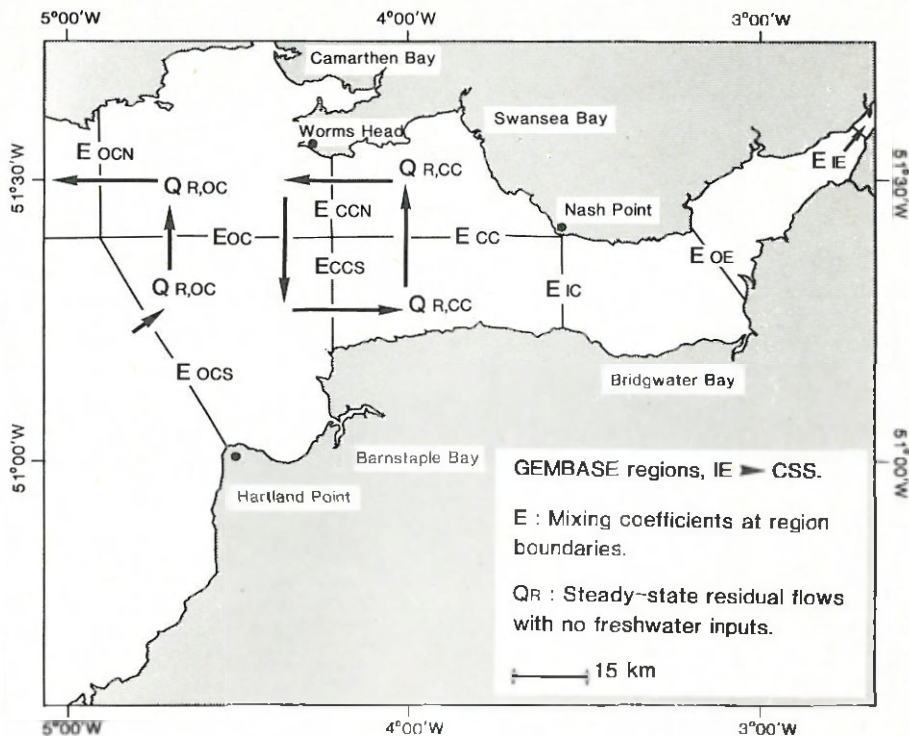 5°00'W
4°00'W
3°00'W
Camarthen Bay
Swansea Bay
Worms Head
E OCN
E IE
51°30'W
51°30'W
Q R,OC
Q R,CC
E CCN
Nash Point
E OC
E CC
E OE
E CCS
E IC
Q R,OC
Q R,CC
E OCS
Bridgwater Bay
Barnstaple Bay
51°00'W
51°00'W
Hartland Point
GEMBASE regions, IE ► CSS.
E : Mixing coefficients at region
boundaries.
QR : Steady-state residual flows
with no freshwater inputs.
15 km
5°00'W
4°00'W
3°00'W